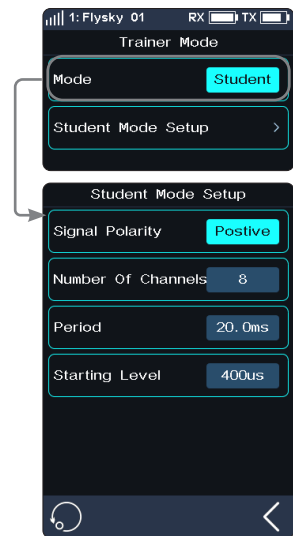 1: Flysky 01 RX TX
Trainer Mode
Mode Student
Student Mode Setup >
Student Mode Setup
Signal Polarity Postive
Number Of Channels 8
Period 20.0ms
Starting Level 400us